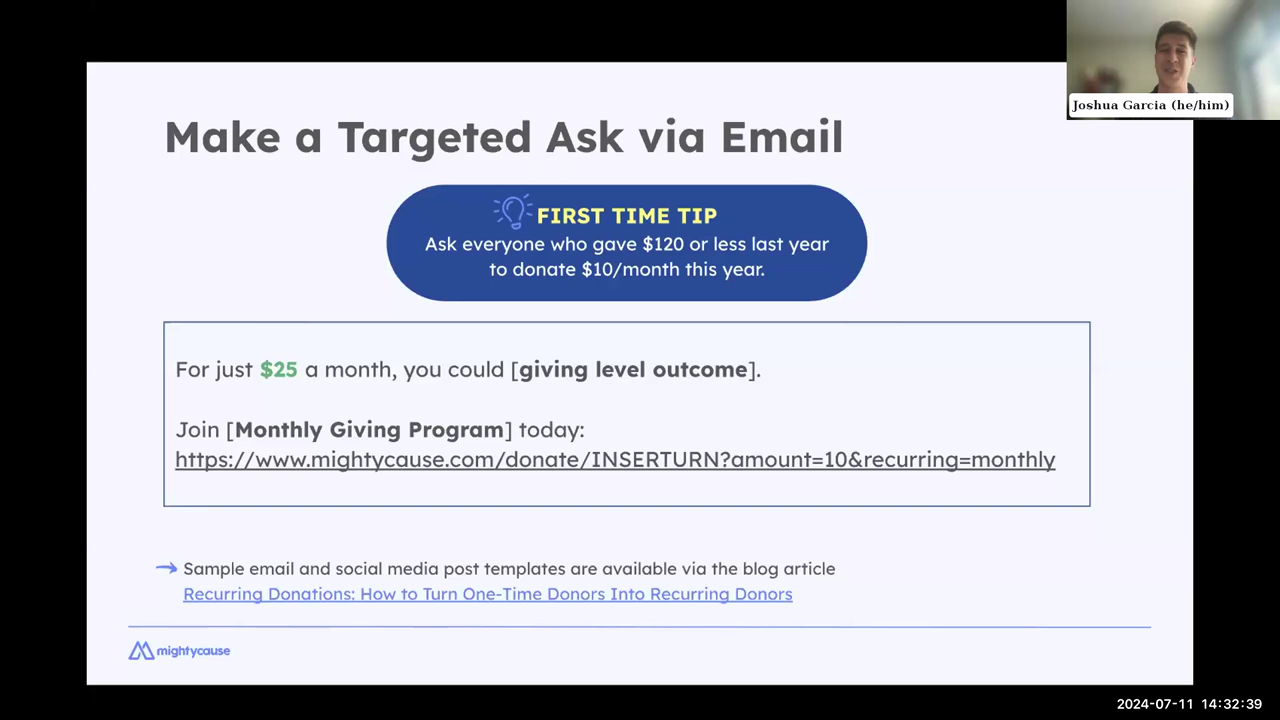 Joshua Garcia (he/him)
Make a Targeted Ask via Email
FIRST TIME TIP
Ask everyone who gave $120 or less last year
to donate $10/month this year.
For just $25 a month, you could [giving level outcome].
Join [Monthly Giving Program] today:
https://www.mightycause.com/donate/INSERTURN?amount=10&recurring=monthly
Sample email and social media post templates are available via the blog article
Recurring Donations: How to Turn One-Time Donors Into Recurring Donors
mightycause
2024-07-11 14:32:39